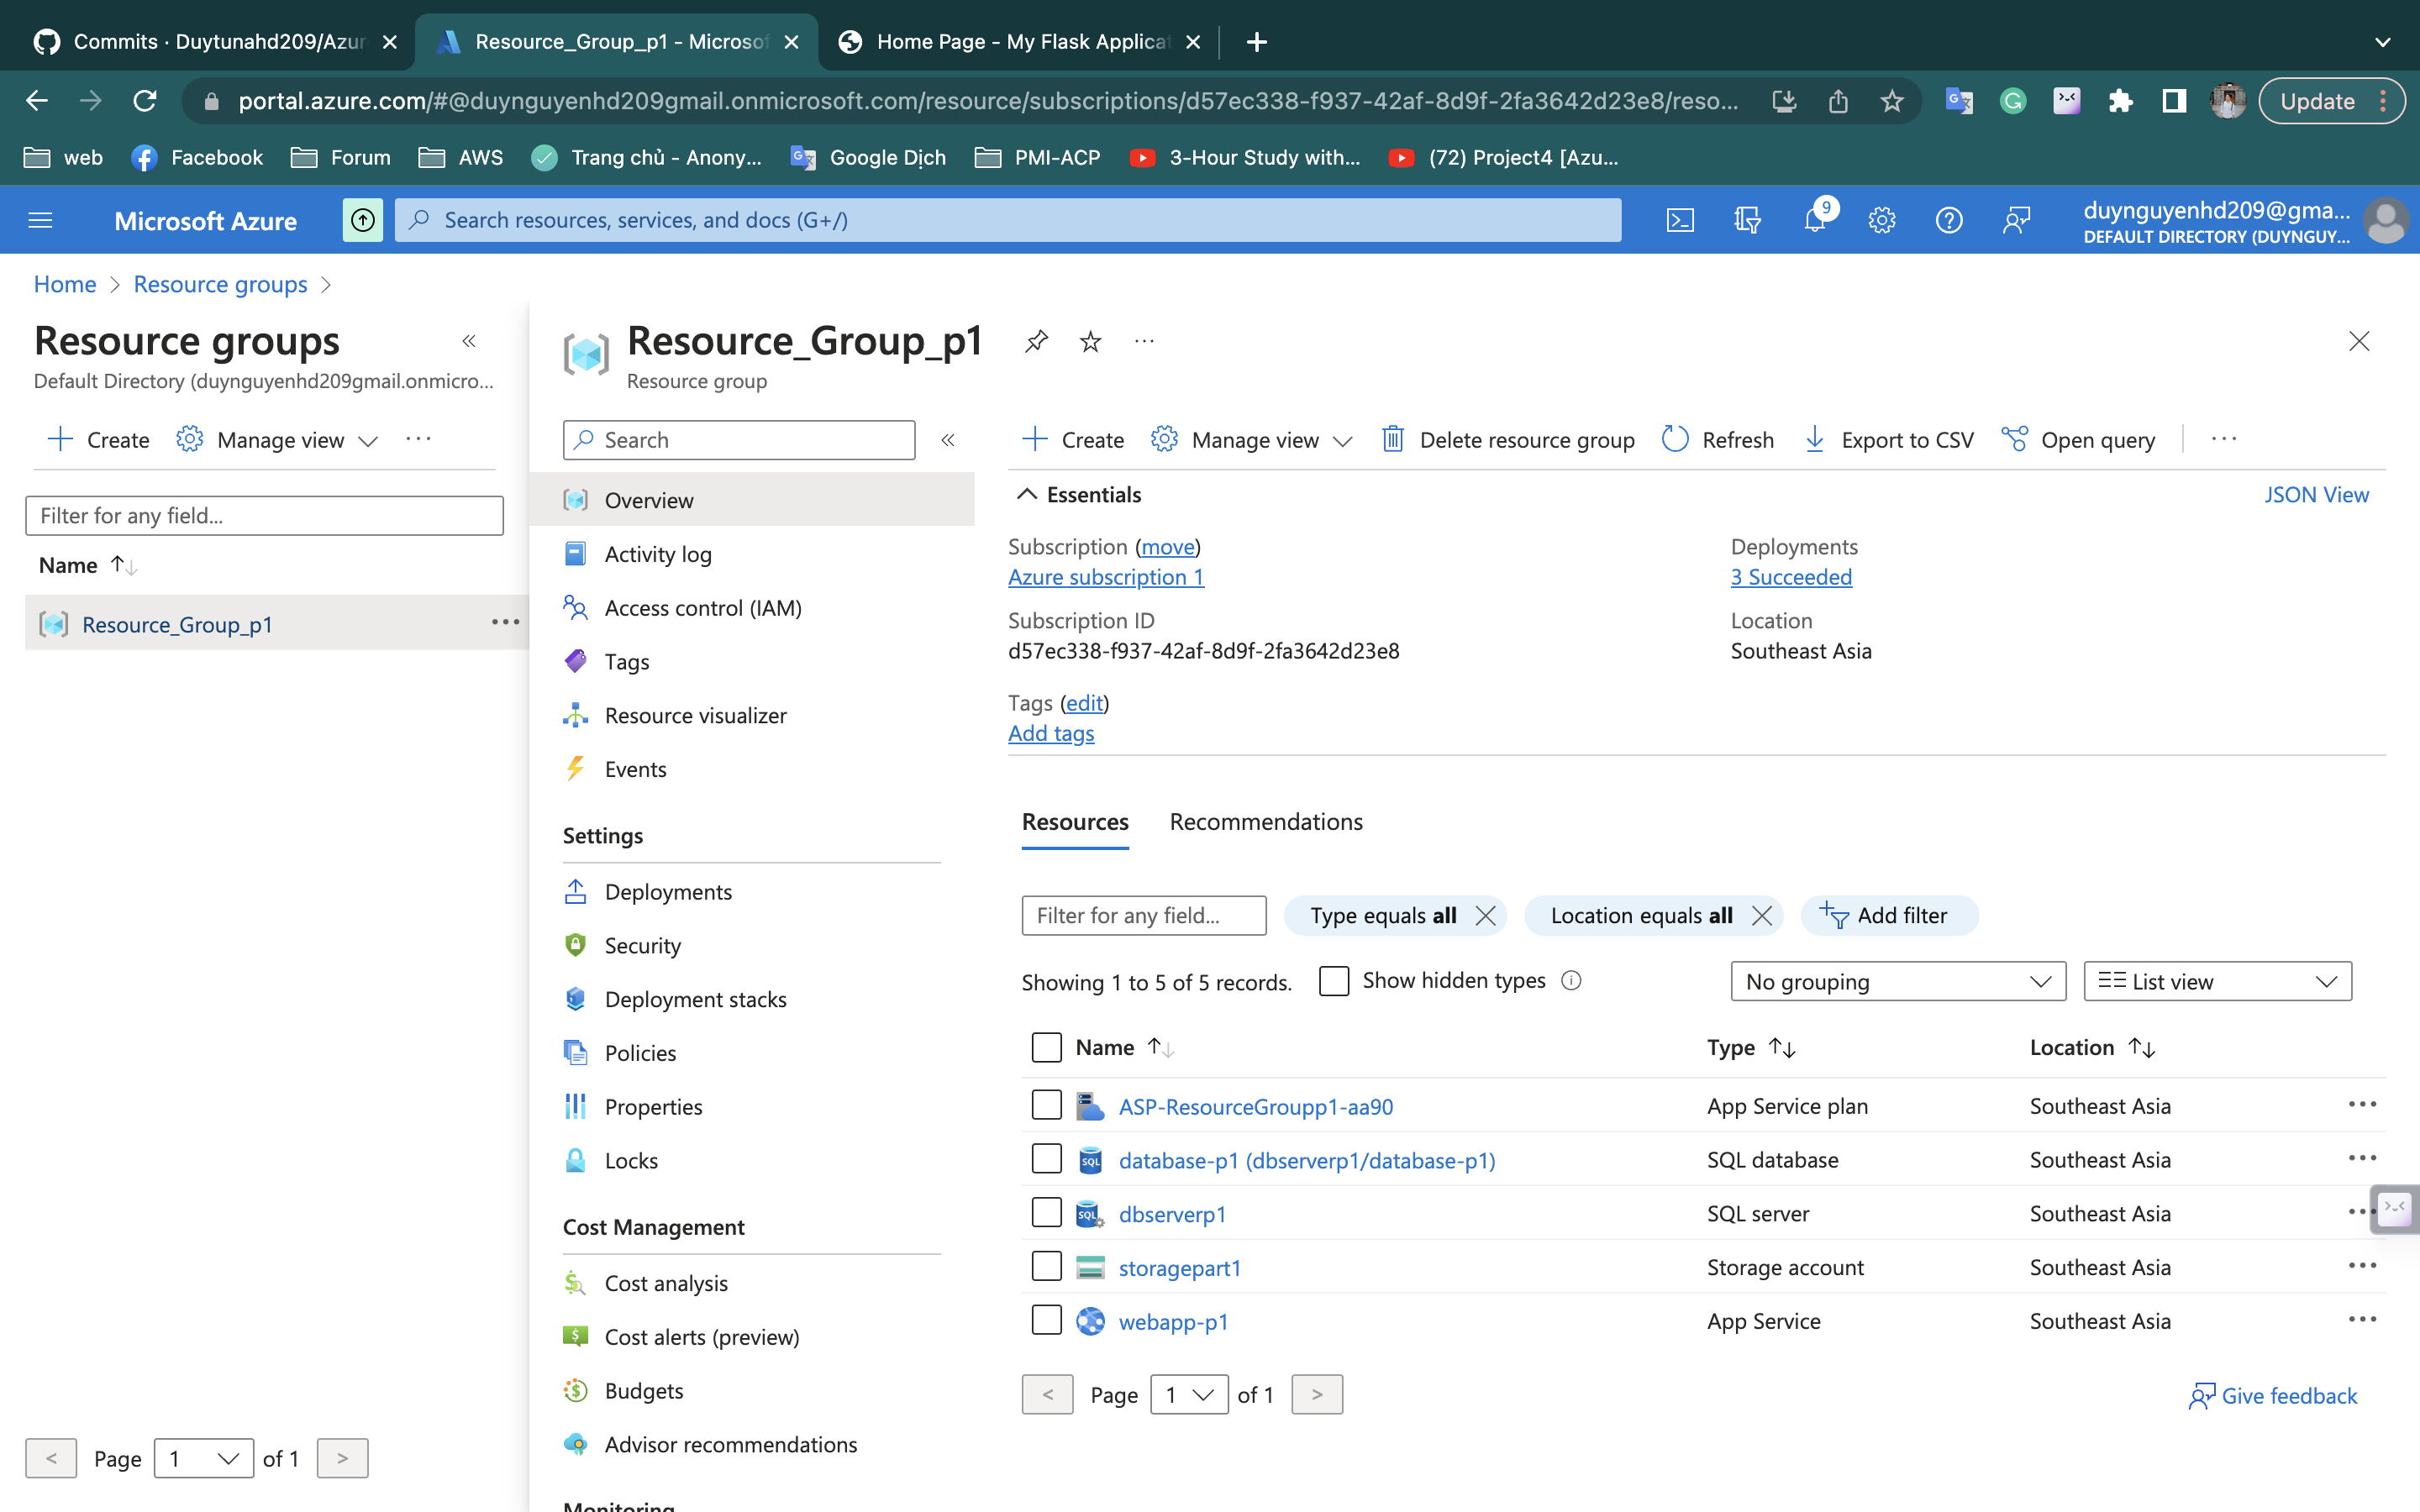 Commits · Duytunahd209/Azur
Resource_Group_p1 - Microsof
Home Page - My Flask Applicat
portal.azure.com/#@duynguyenhd209gmail.onmicrosoft.com/resource/subscriptions/d57ec338-f937-42af-8d9f-2fa3642d23e8/reso...
Update
web
Facebook
Forum
AWS
Trang chủ - Anony...
Google Dịch
PMI-ACP
3-Hour Study with...
(72) Project4 [Azu...
Microsoft Azure
Search resources, services, and docs (G+/)
9
duynguyenhd209@gma...
DEFAULT DIRECTORY (DUYNGUY...
Home > Resource groups >
Resource groups
Default Directory (duynguyenhd209gmail.onmicro...
Create
Manage view
Filter for any field...
Name
Resource_Group_p1
< Page 1 of 1 >
Resource_Group_p1
Resource group
Search
Overview
Activity log
Access control (IAM)
Tags
Resource visualizer
Events
Settings
Deployments
Security
Deployment stacks
Policies
Properties
Locks
Cost Management
Cost analysis
Cost alerts (preview)
Budgets
Advisor recommendations
Monitoring
Create
Manage view
Delete resource group
Refresh
Export to CSV
Open query
Essentials
JSON View
Subscription (move)
Azure subscription 1
Subscription ID
d57ec338-f937-42af-8d9f-2fa3642d23e8
Tags (edit)
Add tags
Deployments
3 Succeeded
Location
Southeast Asia
Resources
Recommendations
Filter for any field...
Type equals all
Location equals all
Add filter
Showing 1 to 5 of 5 records.
Show hidden types
No grouping
List view
Name Type Location
ASP-ResourceGroupp1-aa90 App Service plan Southeast Asia
database-p1 (dbserverp1/database-p1) SQL database Southeast Asia
dbserverp1 SQL server Southeast Asia
storagepart1 Storage account Southeast Asia
webapp-p1 App Service Southeast Asia
< Page 1 of 1 >
Give feedback